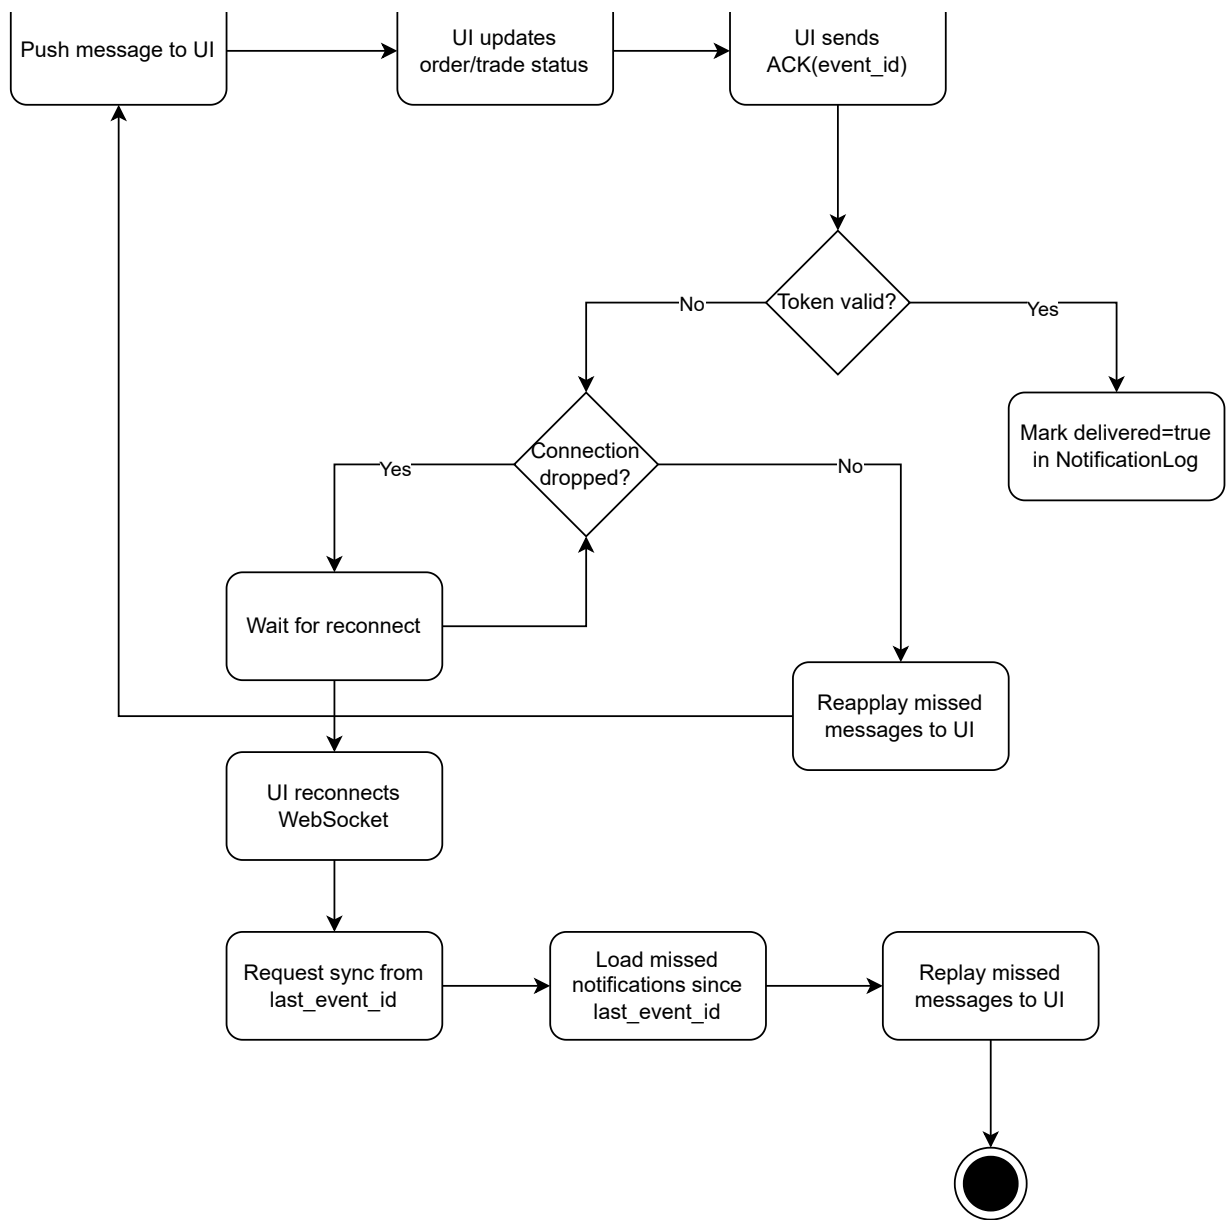 Push message to UI
UI updates
order/trade status
UI sends
ACK(event_id)
Token valid?
No
Yes
Mark delivered=true
in NotificationLog
Connection
dropped?
Yes
No
Wait for reconnect
Reapplay missed
messages to UI
UI reconnects
WebSocket
Request sync from
last_event_id
Load missed
notifications since
last_event_id
Replay missed
messages to UI